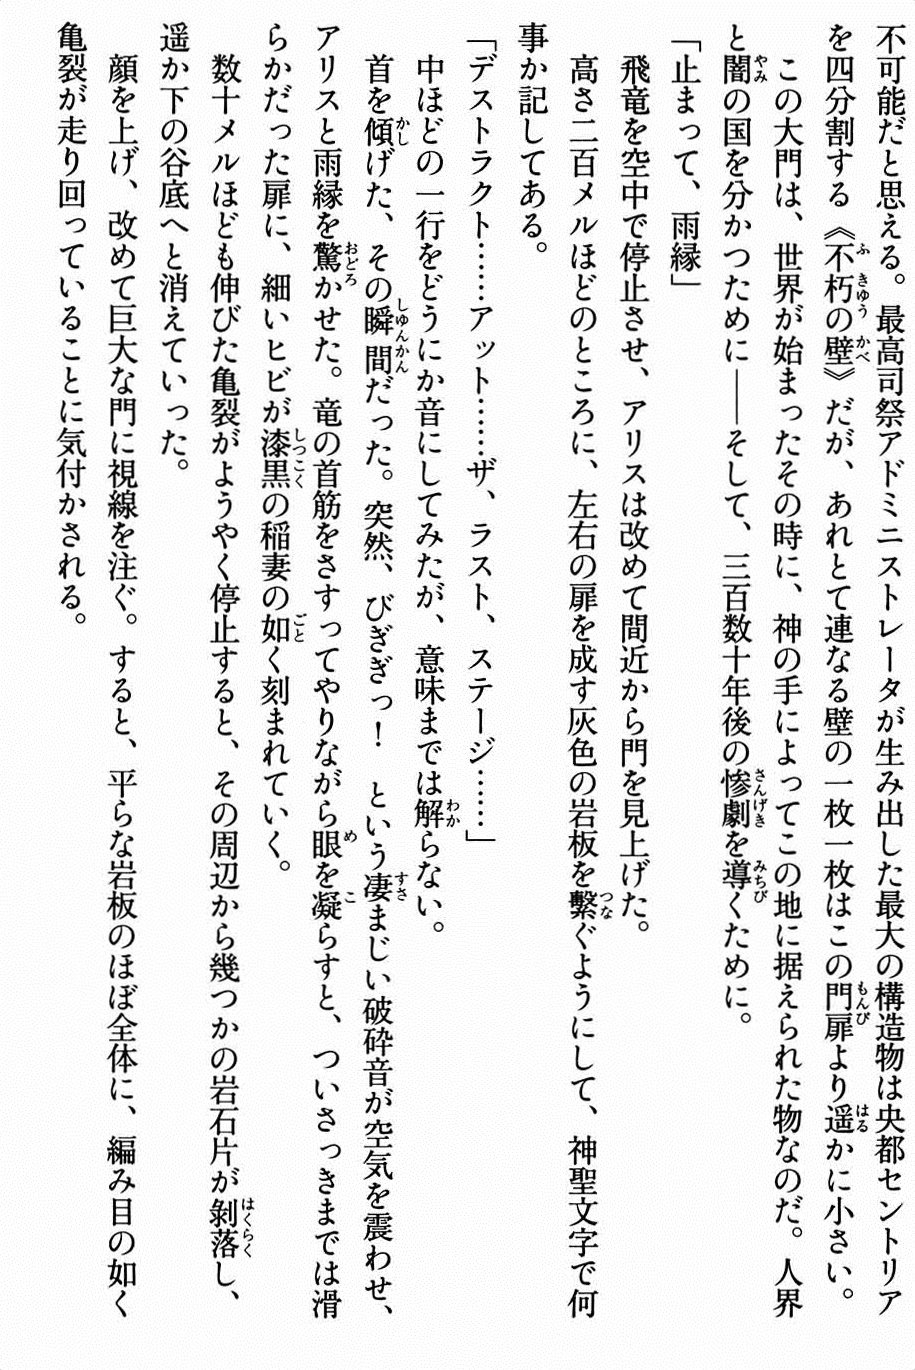 不可能だと思える。最高司祭アドミニストレータが生み出した最大の構造物は央都セントリア
を四分割する《不朽の壁》だが、あれとて連なる壁の一枚一枚はこの門扉より遥かに小さい。
この大門は、世界が始まったその時に、神の手によってこの地に据えられた物なのだ。人界
と闇の国を分かつために――そして、三百数十年後の惨劇を導くために。
「止まって、雨縁」
飛竜を空中で停止させ、アリスは改めて間近から門を見上げた。
高さ二百メルほどのところに、左右の扉を成す灰色の岩板を繋ぐようにして、神聖文字で何
事か記してある。
「デストラクト……アット……ザ、ラスト、ステージ……」
中ほどの一行をどうにか音にしてみたが、意味までは解らない。
首を傾げた、その瞬間だった。突然、びぎぎっ！　という凄まじい破砕音が空気を震わせ、
アリスと雨縁を驚かせた。竜の首筋をさすってやりながら眼を凝らすと、ついさっきまでは滑
らかだった扉に、細いヒビが漆黒の稲妻の如く刻まれていく。
数十メルほども伸びた亀裂がようやく停止すると、その周辺から幾つかの岩石片が剝落し、
遥か下の谷底へと消えていった。
顔を上げ、改めて巨大な門に視線を注ぐ。すると、平らな岩板のほぼ全体に、編み目の如く
亀裂が走り回っていることに気付かされる。